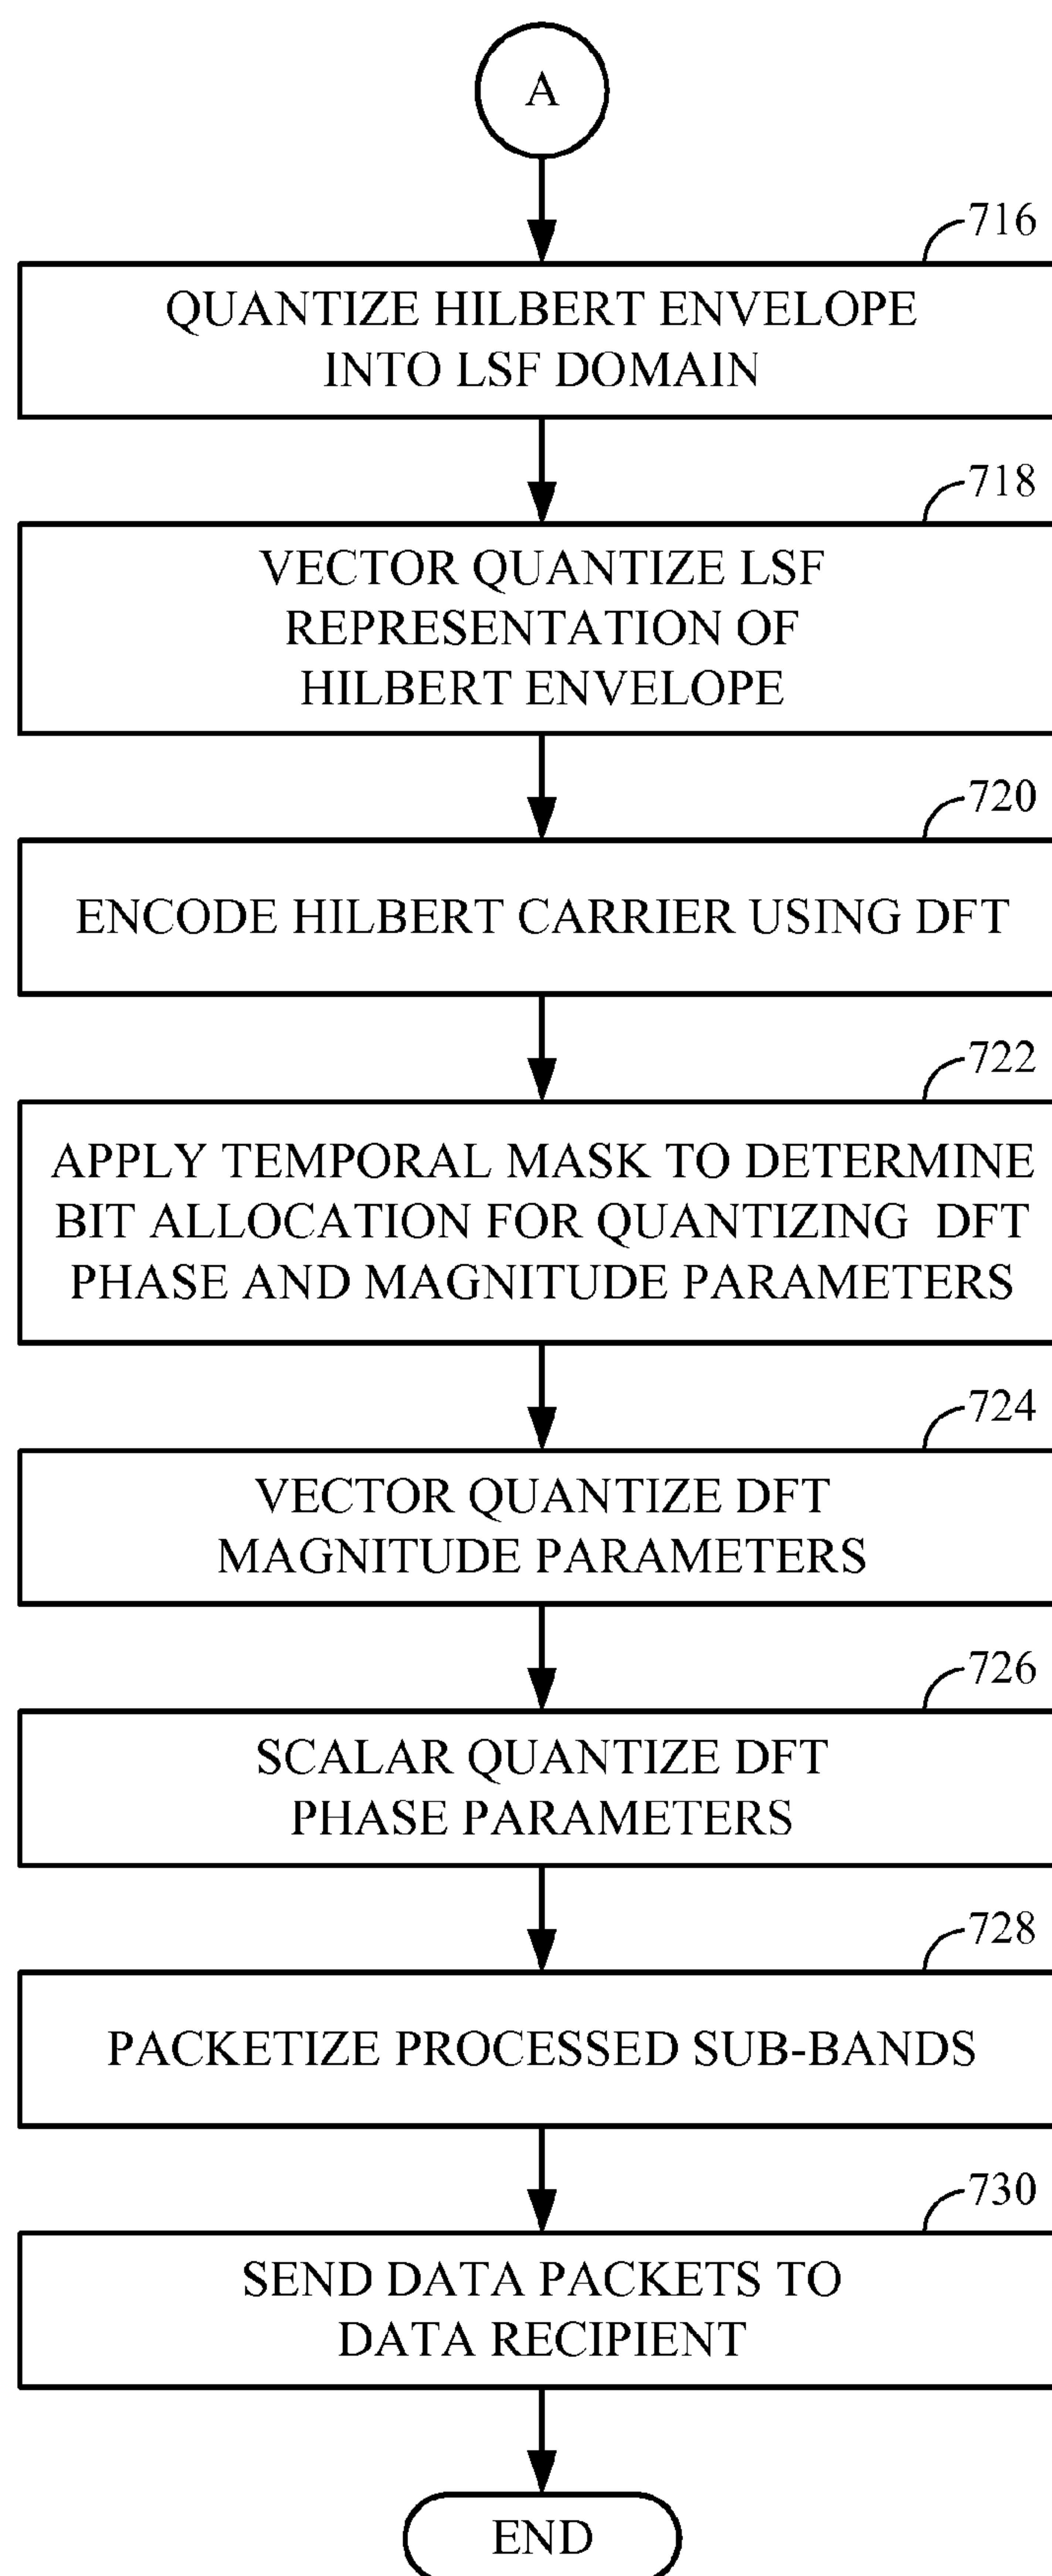 A
716
QUANTIZE HILBERT ENVELOPE
INTO LSF DOMAIN
718
VECTOR QUANTIZE LSF
REPRESENTATION OF
HILBERT ENVELOPE
720
ENCODE HILBERT CARRIER USING DFT
722
APPLY TEMPORAL MASK TO DETERMINE
BIT ALLOCATION FOR QUANTIZING DFT
PHASE AND MAGNITUDE PARAMETERS
724
VECTOR QUANTIZE DFT
MAGNITUDE PARAMETERS
726
SCALAR QUANTIZE DFT
PHASE PARAMETERS
728
PACKETIZE PROCESSED SUB-BANDS
730
SEND DATA PACKETS TO
DATA RECIPIENT
END